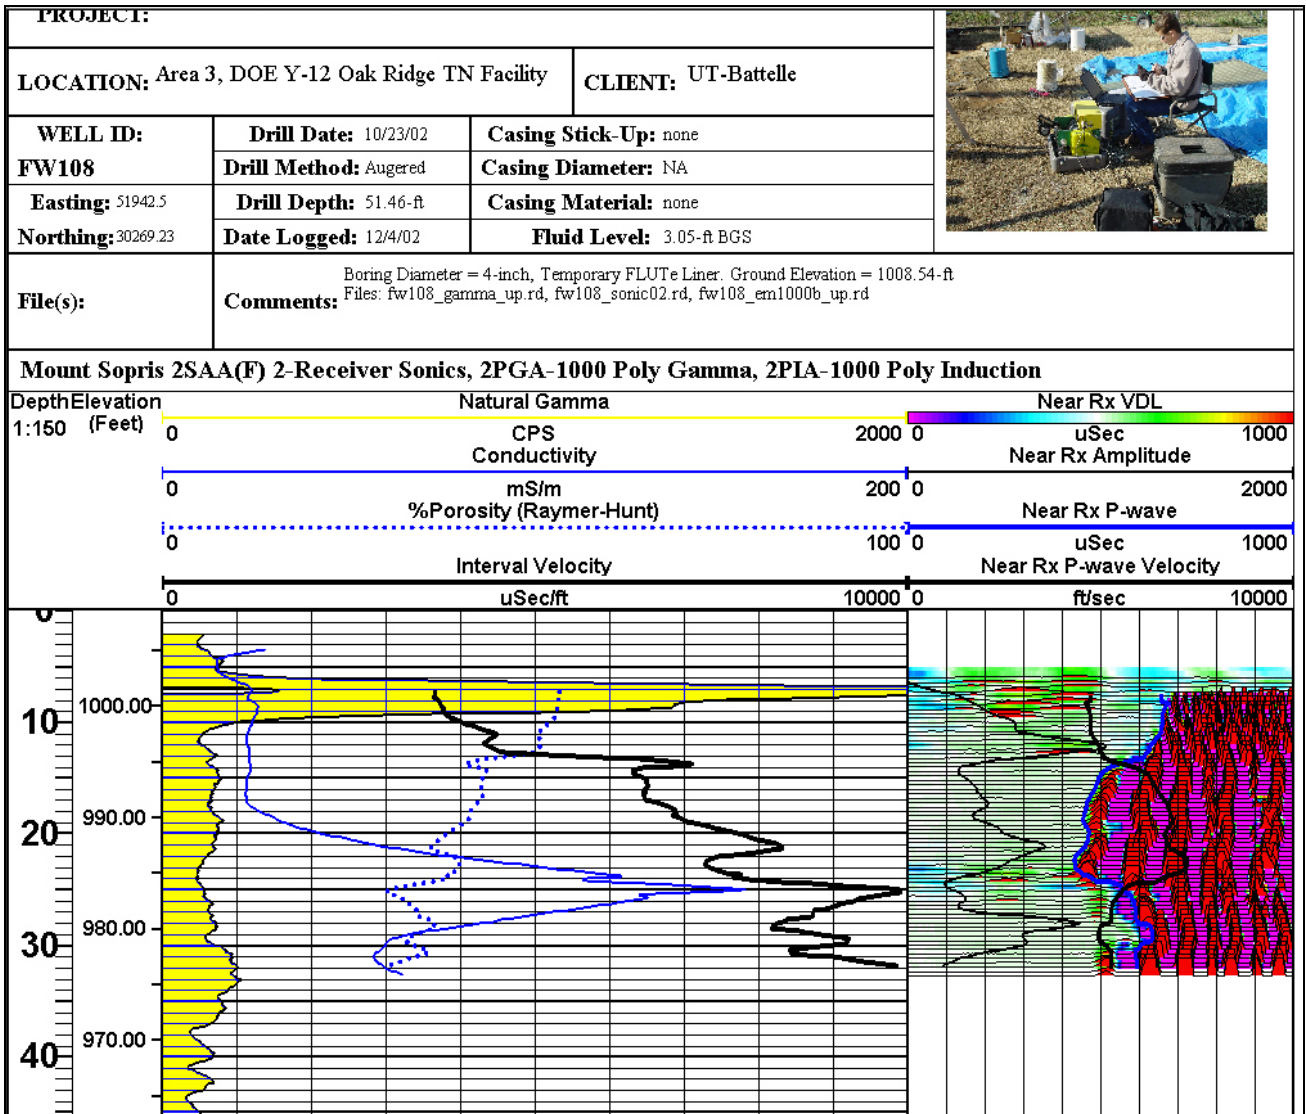 PROJECT:
LOCATION: Area 3, DOE Y-12 Oak Ridge TN Facility
CLIENT: UT-Battelle
WELL ID:
FW108
Easting: 51942.5
Northing: 30269.23
Drill Date: 10/23/02
Drill Method: Augered
Drill Depth: 51.46-ft
Date Logged: 12/4/02
Casing Stick-Up: none
Casing Diameter: NA
Casing Material: none
Fluid Level: 3.05-ft BGS
File(s):
Comments: Boring Diameter = 4-inch, Temporary FLUTe Liner. Ground Elevation = 1008.54-ft
Files: fw108_gamma_up.rd, fw108_sonic02.rd, fw108_em1000b_up.rd
Mount Sopris 2SAA(F) 2-Receiver Sonics, 2PGA-1000 Poly Gamma, 2PIA-1000 Poly Induction
Depth Elevation
1:150 (Feet)
Natural Gamma
0 CPS 2000
Conductivity
0 mS/m 200
%Porosity (Raymer-Hunt)
0 100
Interval Velocity
0 uSec/ft 10000
Near Rx VDL
0 uSec 1000
Near Rx Amplitude
0 2000
Near Rx P-wave
0 uSec 1000
Near Rx P-wave Velocity
0 ft/sec 10000
0
1000.00
10
990.00
20
980.00
30
970.00
40